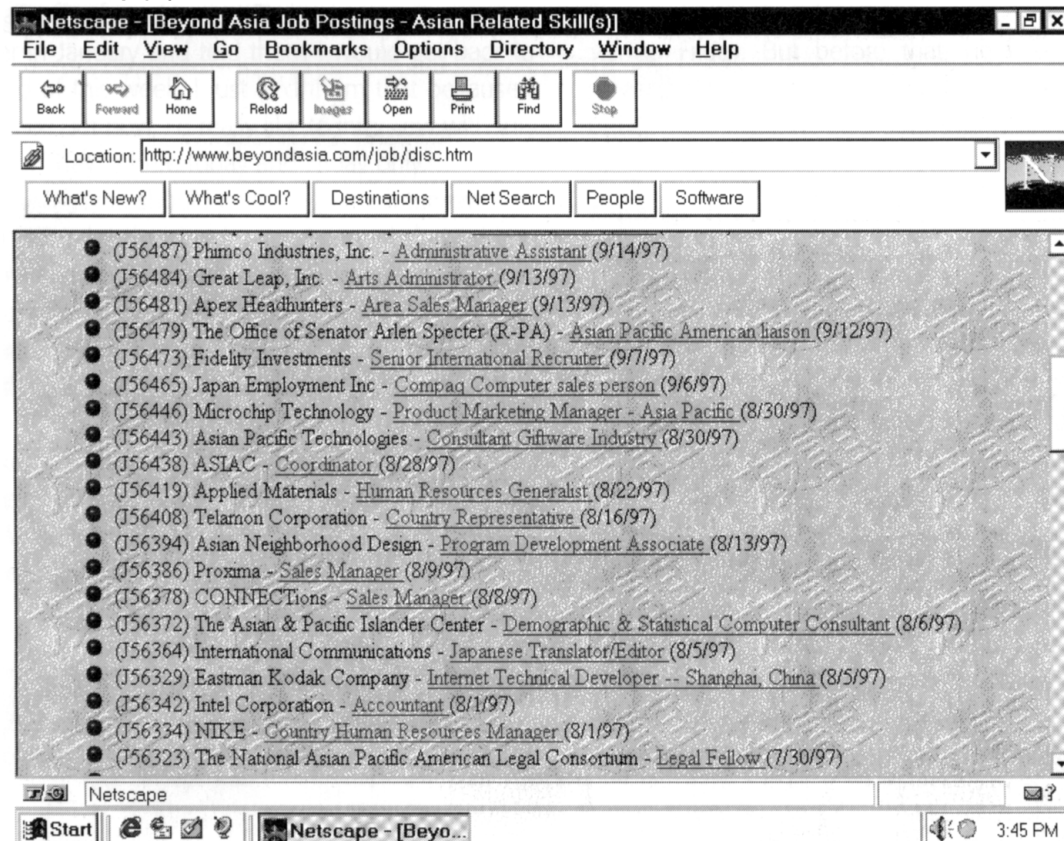 Netscape - [Beyond Asia Job Postings - Asian Related Skill(s)]
File Edit View Go Bookmarks Options Directory Window Help
Back Forward Home Reload Images Open Print Find Stop
Location: http://www.beyondasia.com/job/disc.htm
N
What's New? What's Cool? Destinations Net Search People Software
(J56487) Phimco Industries, Inc. - Administrative Assistant (9/14/97)
(J56484) Great Leap, Inc. - Arts Administrator (9/13/97)
(J56481) Apex Headhunters - Area Sales Manager (9/13/97)
(J56479) The Office of Senator Arlen Specter (R-PA) - Asian Pacific American liaison (9/12/97)
(J56473) Fidelity Investments - Senior International Recruiter (9/7/97)
(J56465) Japan Employment Inc - Compaq Computer sales person (9/6/97)
(J56446) Microchip Technology - Product Marketing Manager - Asia Pacific (8/30/97)
(J56443) Asian Pacific Technologies - Consultant Giftware Industry (8/30/97)
(J56438) ASIAC - Coordinator (8/28/97)
(J56419) Applied Materials - Human Resources Generalist (8/22/97)
(J56408) Telamon Corporation - Country Representative (8/16/97)
(J56394) Asian Neighborhood Design - Program Development Associate (8/13/97)
(J56386) Proxima - Sales Manager (8/9/97)
(J56378) CONNECTions - Sales Manager (8/8/97)
(J56372) The Asian & Pacific Islander Center - Demographic & Statistical Computer Consultant (8/6/97)
(J56364) International Communications - Japanese Translator/Editor (8/5/97)
(J56329) Eastman Kodak Company - Internet Technical Developer -- Shanghai, China (8/5/97)
(J56342) Intel Corporation - Accountant (8/1/97)
(J56334) NIKE - Country Human Resources Manager (8/1/97)
(J56323) The National Asian Pacific American Legal Consortium - Legal Fellow (7/30/97)
Netscape
Start Netscape - [Beyo... 3:45 PM